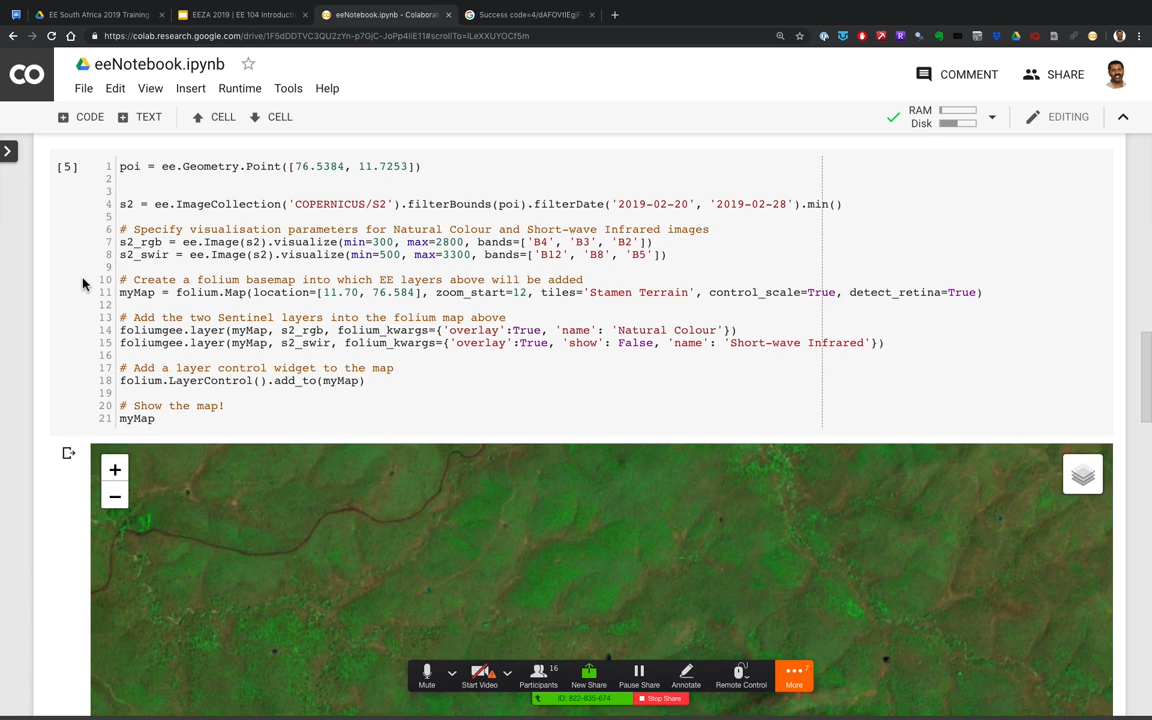 EE South Africa 2019 Training
EEZA 2019 | EE 104 Introducti
eeNotebook.ipynb - Colaborat
Success code=4/dAFOVtIEgjF
https://colab.research.google.com/drive/1F5dDDTVC3QU2zYn-p7GjC-JoPp4IiE11#scrollTo=ILeXXUYOCf5m
CO
eeNotebook.ipynb
COMMENT
SHARE
File Edit View Insert Runtime Tools Help
CODE TEXT CELL CELL
RAM
Disk
EDITING
[5]
1 poi = ee.Geometry.Point([76.5384, 11.7253])
2
3
4 s2 = ee.ImageCollection('COPERNICUS/S2').filterBounds(poi).filterDate('2019-02-20', '2019-02-28').min()
5
6 # Specify visualisation parameters for Natural Colour and Short-wave Infrared images
7 s2_rgb = ee.Image(s2).visualize(min=300, max=2800, bands=['B4', 'B3', 'B2'])
8 s2_swir = ee.Image(s2).visualize(min=500, max=3300, bands=['B12', 'B8', 'B5'])
9
10 # Create a folium basemap into which EE layers above will be added
11 myMap = folium.Map(location=[11.70, 76.584], zoom_start=12, tiles='Stamen Terrain', control_scale=True, detect_retina=True)
12
13 # Add the two Sentinel layers into the folium map above
14 foliumgee.layer(myMap, s2_rgb, folium_kwargs={'overlay':True, 'name': 'Natural Colour'})
15 foliumgee.layer(myMap, s2_swir, folium_kwargs={'overlay':True, 'show': False, 'name': 'Short-wave Infrared'})
16
17 # Add a layer control widget to the map
18 folium.LayerControl().add_to(myMap)
19
20 # Show the map!
21 myMap
+
−
16
7
Mute
Start Video
Participants
New Share
Pause Share
Annotate
Remote Control
More
ID: 822-835-674
Stop Share